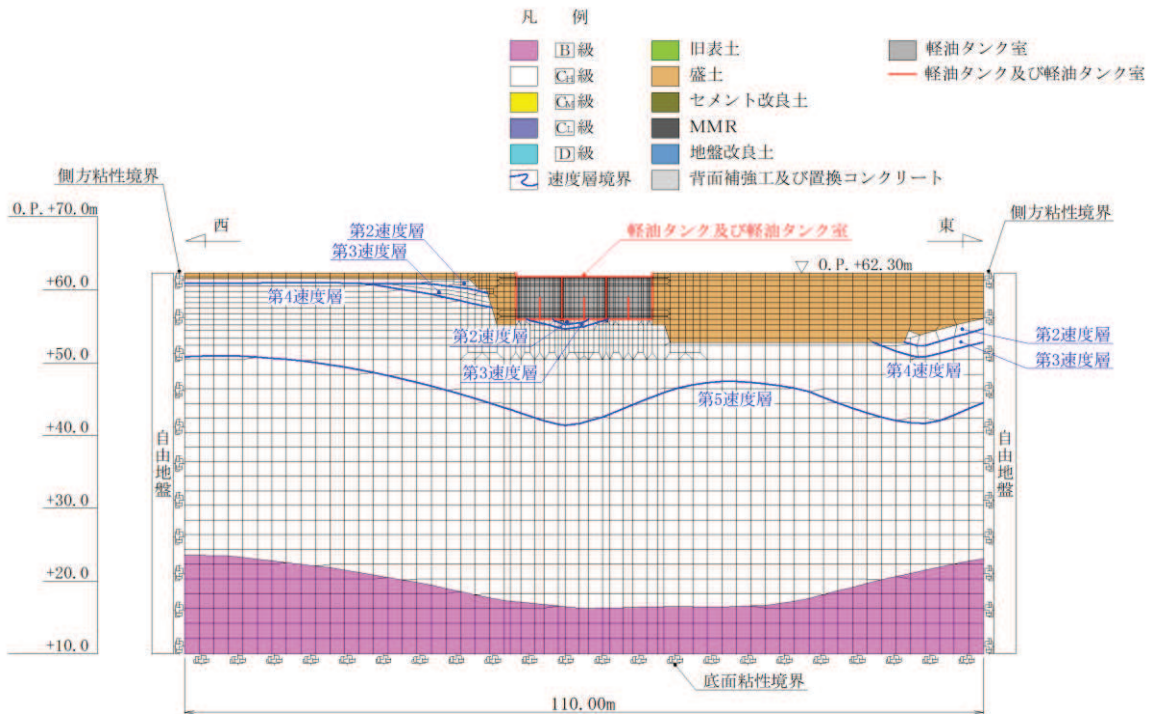 凡 例
B級
CH級
CM級
CL級
D級
速度層境界
旧表土
盛土
セメント改良土
MMR
地盤改良土
背面補強工及び置換コンクリート
軽油タンク室
軽油タンク及び軽油タンク室
側方粘性境界
O.P.+70.0m
西
第2速度層
第3速度層
軽油タンク及び軽油タンク室
東
側方粘性境界
O.P.+62.30m
+60.0
第4速度層
第2速度層
第3速度層
第2速度層
第3速度層
第4速度層
+50.0
第5速度層
+40.0
自由地盤
自由地盤
+30.0
+20.0
+10.0
底面粘性境界
110.00m